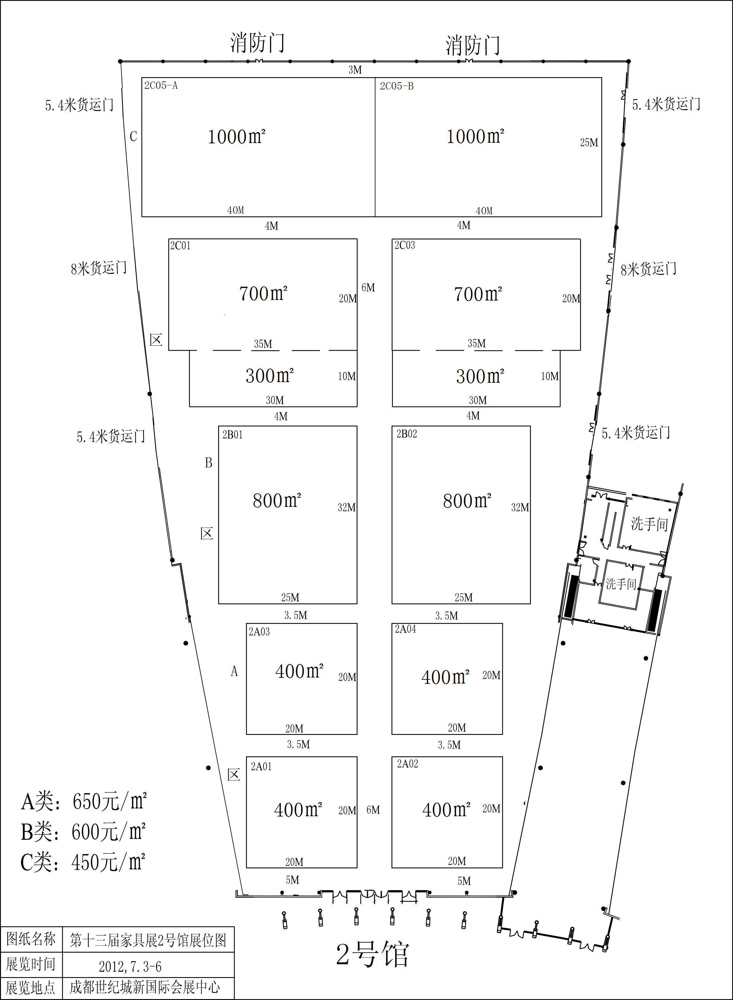 消防门
消防门
3M
2C05-A
2C05-B
5.4米货运门
5.4米货运门
C
1000m²
1000m²
25M
40M
40M
4M
4M
2C01
2C03
8米货运门
8米货运门
700m²
6M
700m²
20M
20M
区
35M
35M
300m²
10M
300m²
10M
30M
30M
4M
4M
5.4米货运门
2B01
2B02
5.4米货运门
B
800m²
32M
800m²
32M
洗手间
区
洗手间
25M
25M
3.5M
3.5M
2A03
2A04
A
400m²
20M
400m²
20M
20M
20M
3.5M
3.5M
区
2A01
2A02
A类：650元/m²
400m²
20M
6M
400m²
20M
B类：600元/m²
C类：450元/m²
20M
20M
5M
5M
2号馆
图纸名称 第十三届家具展2号馆展位图
展览时间 2012,7.3-6
展览地点 成都世纪城新国际会展中心